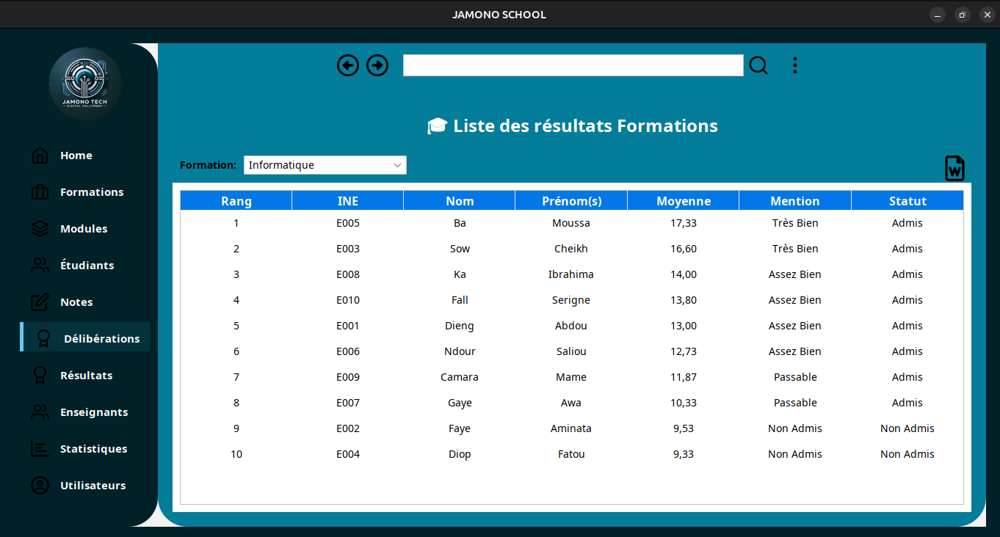 JAMONO SCHOOL
JAMONO TECH
Home
Formations
Modules
Étudiants
Notes
Délibérations
Résultats
Enseignants
Statistiques
Utilisateurs
Liste des résultats Formations
Formation: Informatique
W
Rang INE Nom Prénom(s) Moyenne Mention Statut
1 E005 Ba Moussa 17,33 Très Bien Admis
2 E003 Sow Cheikh 16,60 Très Bien Admis
3 E008 Ka Ibrahima 14,00 Assez Bien Admis
4 E010 Fall Serigne 13,80 Assez Bien Admis
5 E001 Dieng Abdou 13,00 Assez Bien Admis
6 E006 Ndour Saliou 12,73 Assez Bien Admis
7 E009 Camara Mame 11,87 Passable Admis
8 E007 Gaye Awa 10,33 Passable Admis
9 E002 Faye Aminata 9,53 Non Admis Non Admis
10 E004 Diop Fatou 9,33 Non Admis Non Admis